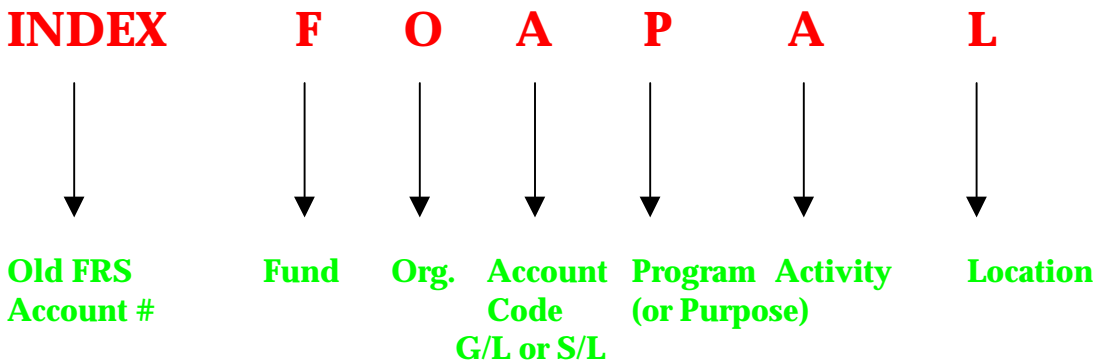 INDEX F O A P A L
Old FRS Fund Org. Account Program Activity Location
Account # Code (or Purpose)
G/L or S/L